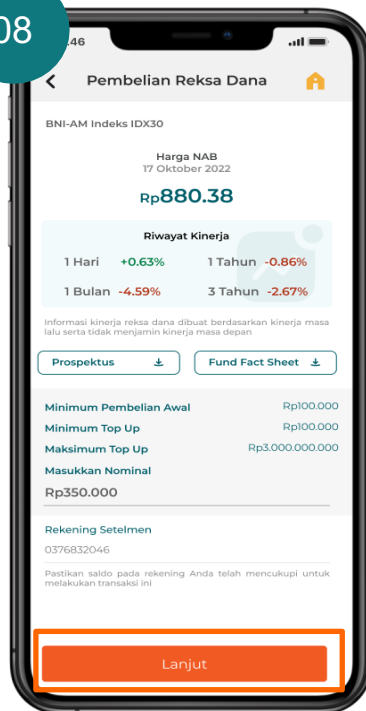 08
46
Pembelian Reksa Dana
BNI-AM Indeks IDX30
Harga NAB
17 Oktober 2022
Rp880.38
Riwayat Kinerja
1 Hari +0.63% 1 Tahun -0.86%
1 Bulan -4.59% 3 Tahun -2.67%
Informasi kinerja reksa dana dibuat berdasarkan kinerja masa
lalu serta tidak menjamin kinerja masa depan
Prospektus Fund Fact Sheet
Minimum Pembelian Awal Rp100.000
Minimum Top Up Rp100.000
Maksimum Top Up Rp3.000.000.000
Masukkan Nominal
Rp350.000
Rekening Setelmen
0376832046
Pastikan saldo pada rekening Anda telah mencukupi untuk
melakukan transaksi ini
Lanjut